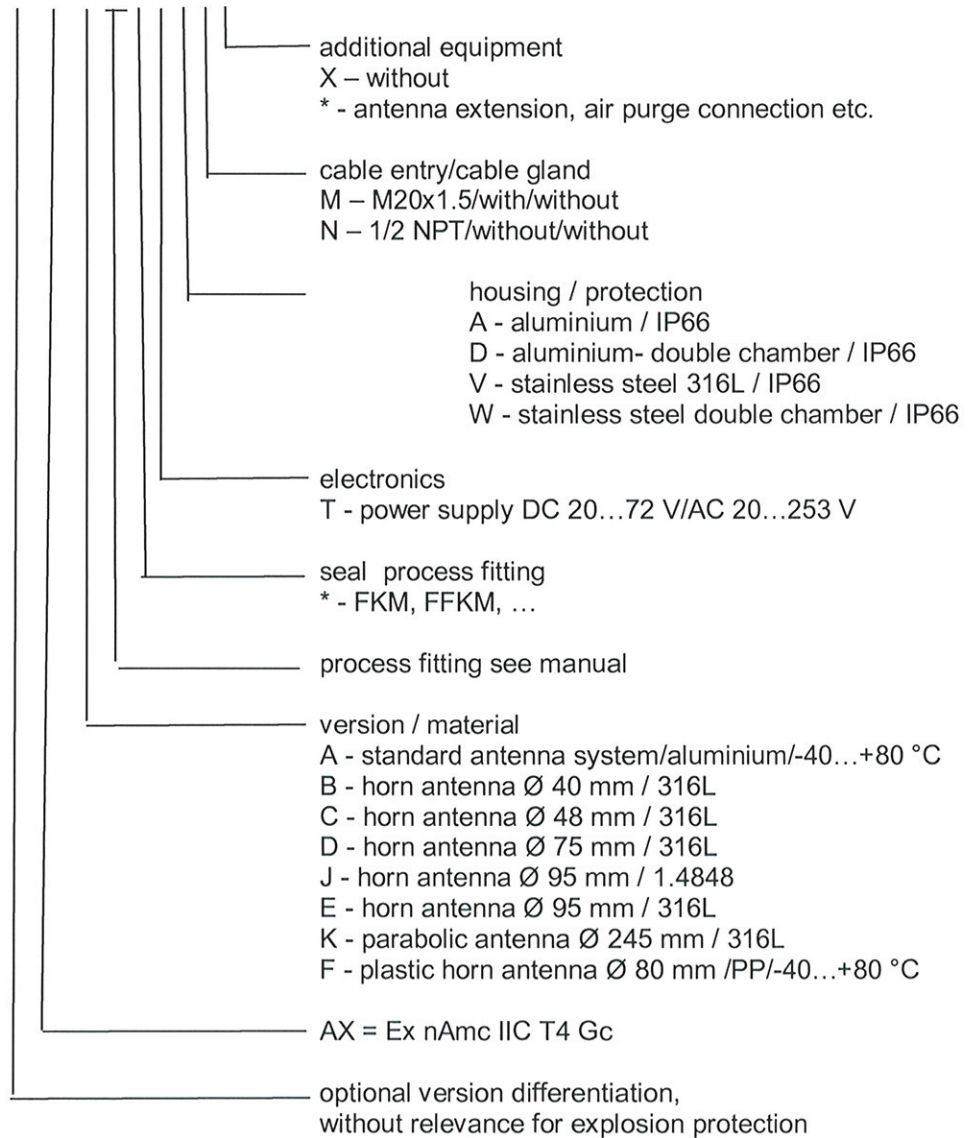 additional equipment
X – without
* - antenna extension, air purge connection etc.
cable entry/cable gland
M – M20x1.5/with/without
N – 1/2 NPT/without/without
housing / protection
A - aluminium / IP66
D - aluminium- double chamber / IP66
V - stainless steel 316L / IP66
W - stainless steel double chamber / IP66
electronics
T - power supply DC 20…72 V/AC 20…253 V
seal process fitting
* - FKM, FFKM, …
process fitting see manual
version / material
A - standard antenna system/aluminium/-40…+80 °C
B - horn antenna Ø 40 mm / 316L
C - horn antenna Ø 48 mm / 316L
D - horn antenna Ø 75 mm / 316L
J - horn antenna Ø 95 mm / 1.4848
E - horn antenna Ø 95 mm / 316L
K - parabolic antenna Ø 245 mm / 316L
F - plastic horn antenna Ø 80 mm /PP/-40…+80 °C
AX = Ex nAmc IIC T4 Gc
optional version differentiation,
without relevance for explosion protection